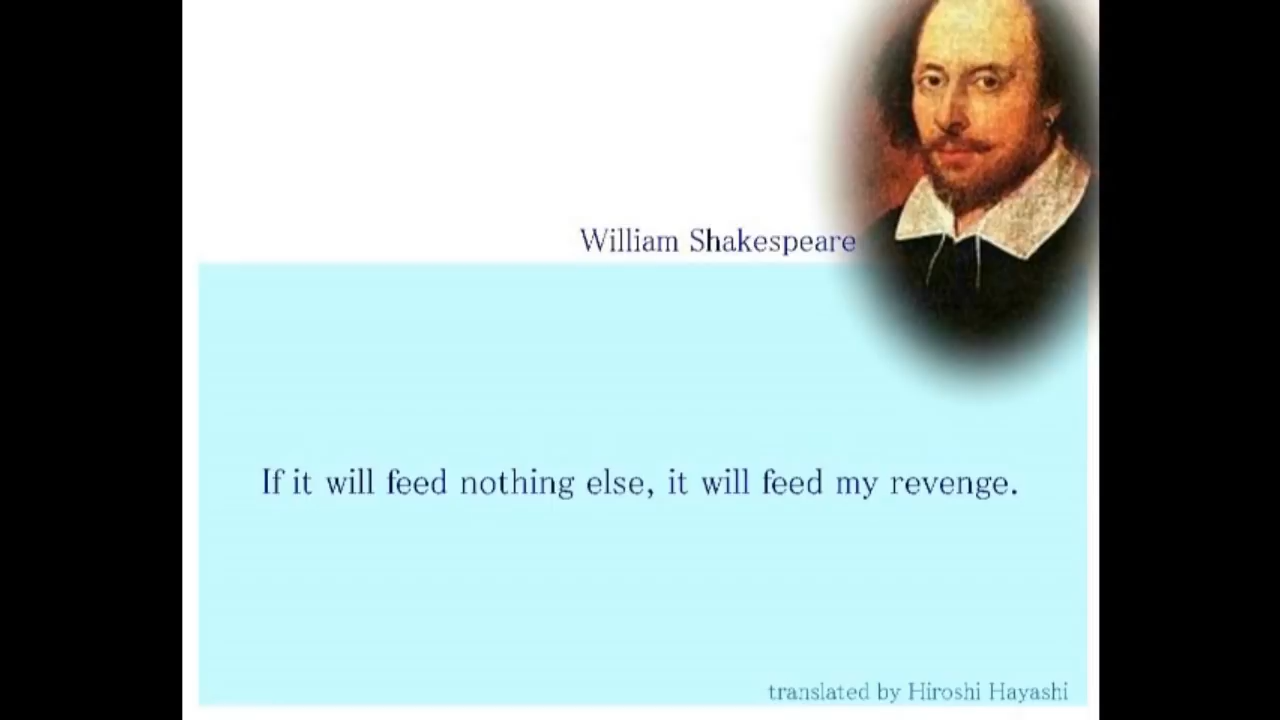 William Shakespeare
If it will feed nothing else, it will feed my revenge.
translated by Hiroshi Hayashi